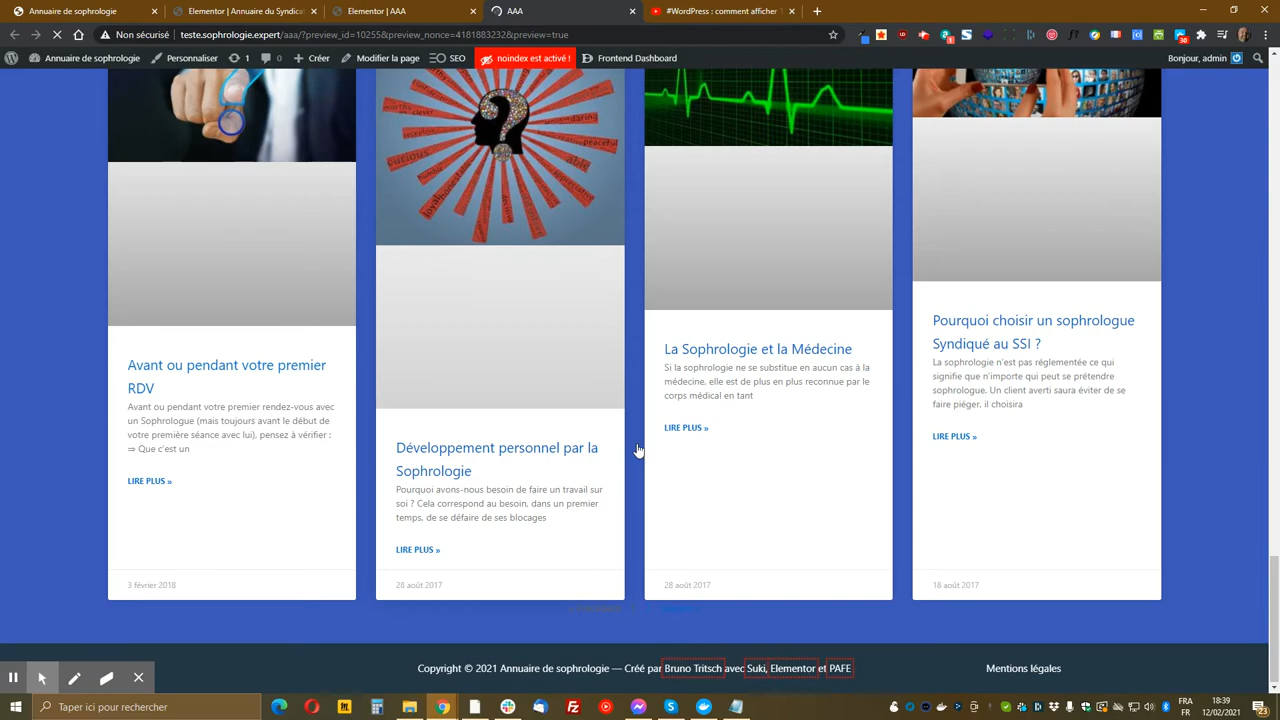 Annuaire de sophrologie
Elementor | Annuaire du Syndica
Elementor | AAA
AAA
#WordPress : comment afficher
Non sécurisé
teste.sophrologie.expert/aaa/?preview_id=10255&preview_nonce=4181883232&preview=true
Annuaire de sophrologie
Personnaliser
1
0
Créer
Modifier la page
SEO
noindex est activé !
Frontend Dashboard
Bonjour, admin
curious
able
peaceful
daring
humble
loyal
Avant ou pendant votre premier
RDV
Avant ou pendant votre premier rendez-vous avec
un Sophrologue (mais toujours avant le début de
votre première séance avec lui), pensez à vérifier :
⇒ Que c'est un
LIRE PLUS »
3 février 2018
Développement personnel par la
Sophrologie
Pourquoi avons-nous besoin de faire un travail sur
soi ? Cela correspond au besoin, dans un premier
temps, de se défaire de ses blocages
LIRE PLUS »
28 août 2017
La Sophrologie et la Médecine
Si la sophrologie ne se substitue en aucun cas à la
médecine, elle est de plus en plus reconnue par le
corps médical en tant
LIRE PLUS »
28 août 2017
Pourquoi choisir un sophrologue
Syndiqué au SSI ?
La sophrologie n'est pas réglementée ce qui
signifie que n'importe qui peut se prétendre
sophrologue. Un client averti saura éviter de se
faire piéger, il choisira
LIRE PLUS »
18 août 2017
Copyright © 2021 Annuaire de sophrologie — Créé par Bruno Tritsch avec Suki, Elementor et PAFE
Mentions légales
Taper ici pour rechercher
FRA
FR
18:39
12/02/2021